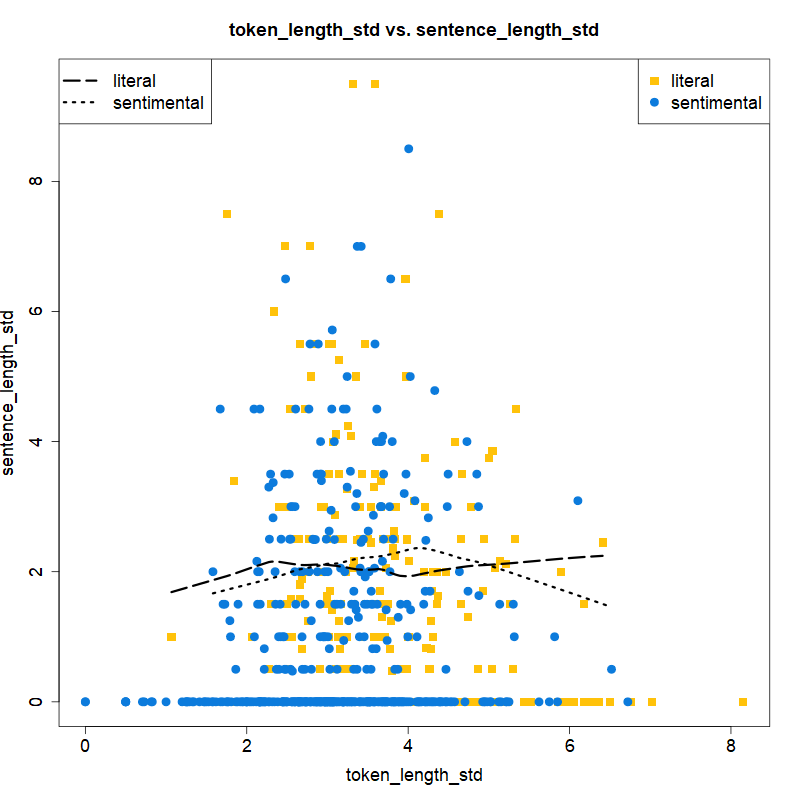 token_length_std vs. sentence_length_std
literal
sentimental
literal
sentimental
sentence_length_std
8
6
4
2
0
0 2 4 6 8
token_length_std